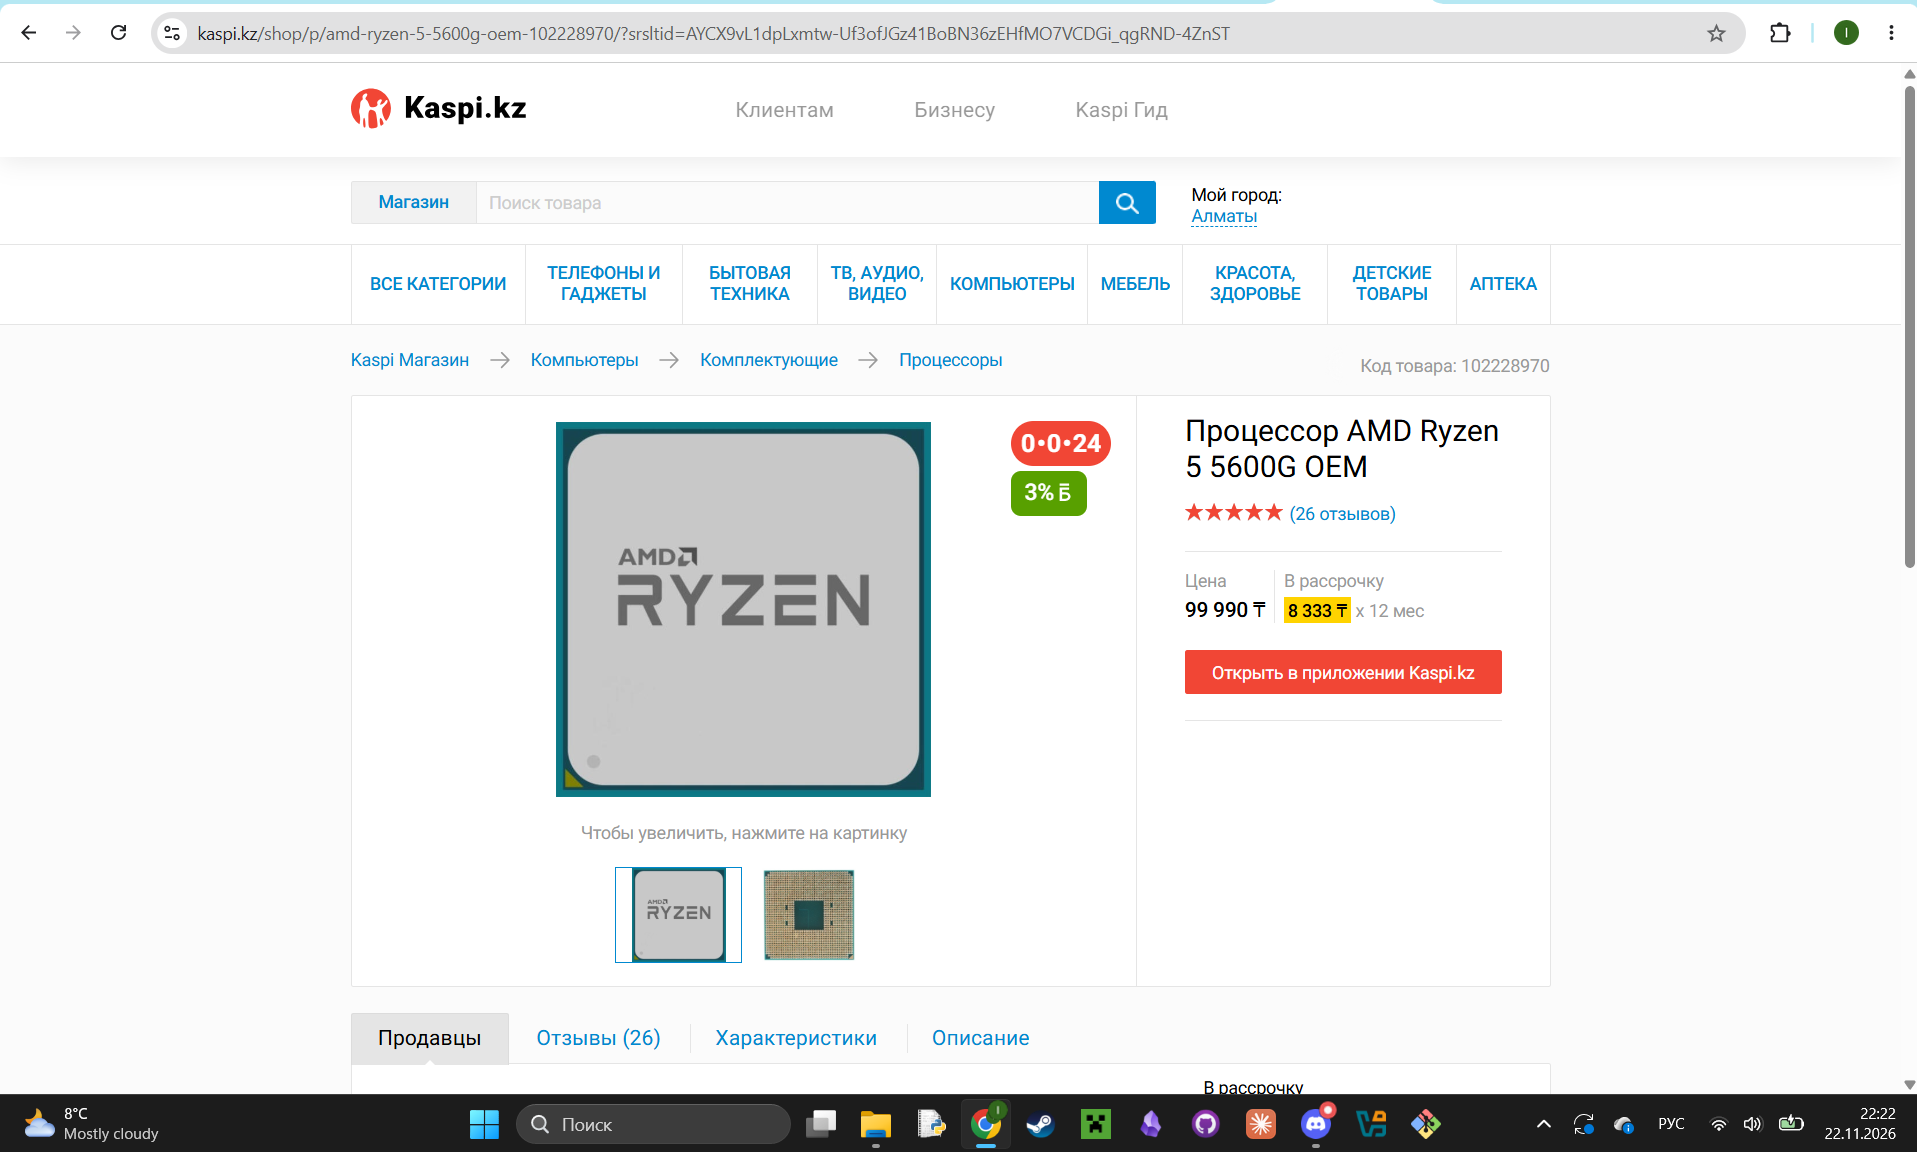 kaspi.kz/shop/p/amd-ryzen-5-5600g-oem-102228970/?srsltid=AYCX9vL1dpLxmtw-Uf3ofJGz41BoBN36zEHfMO7VCDGi_qgRND-4ZnST
I
Kaspi.kz
Клиентам
Бизнесу
Kaspi Гид
Магазин
Поиск товара
Мой город:
Алматы
ВСЕ КАТЕГОРИИ
ТЕЛЕФОНЫ И
ГАДЖЕТЫ
БЫТОВАЯ
ТЕХНИКА
ТВ, АУДИО,
ВИДЕО
КОМПЬЮТЕРЫ
МЕБЕЛЬ
КРАСОТА,
ЗДОРОВЬЕ
ДЕТСКИЕ
ТОВАРЫ
АПТЕКА
Kaspi Магазин
Компьютеры
Комплектующие
Процессоры
Код товара: 102228970
AMD
RYZEN
0•0•24
3% Б
Процессор AMD Ryzen
5 5600G OEM
(26 отзывов)
Цена
99 990 ₸
В рассрочку
8 333 ₸ x 12 мес
Открыть в приложении Kaspi.kz
Чтобы увеличить, нажмите на картинку
AMD
RYZEN
Продавцы
Отзывы (26)
Характеристики
Описание
В рассрочку
8°C
Mostly cloudy
Поиск
РУС
22:22
22.11.2026